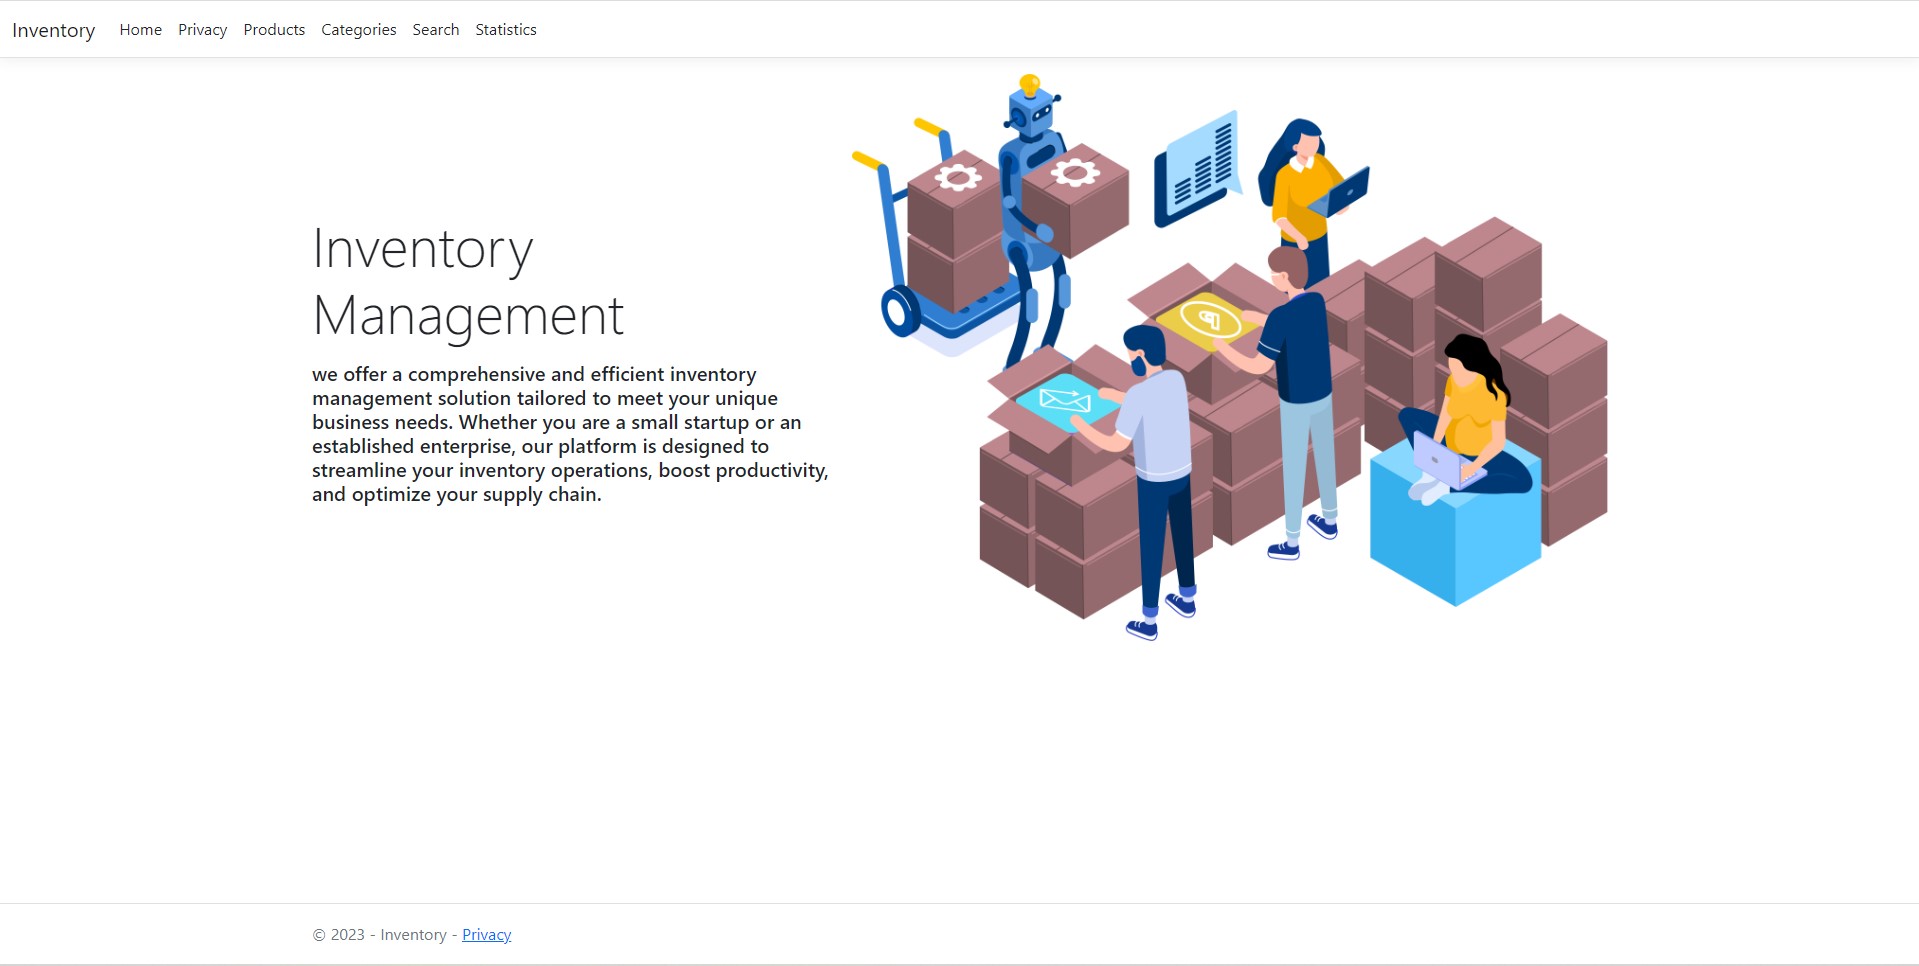 Inventory Home Privacy Products Categories Search Statistics
Inventory
Management
we offer a comprehensive and efficient inventory
management solution tailored to meet your unique
business needs. Whether you are a small startup or an
established enterprise, our platform is designed to
streamline your inventory operations, boost productivity,
and optimize your supply chain.
© 2023 - Inventory - Privacy